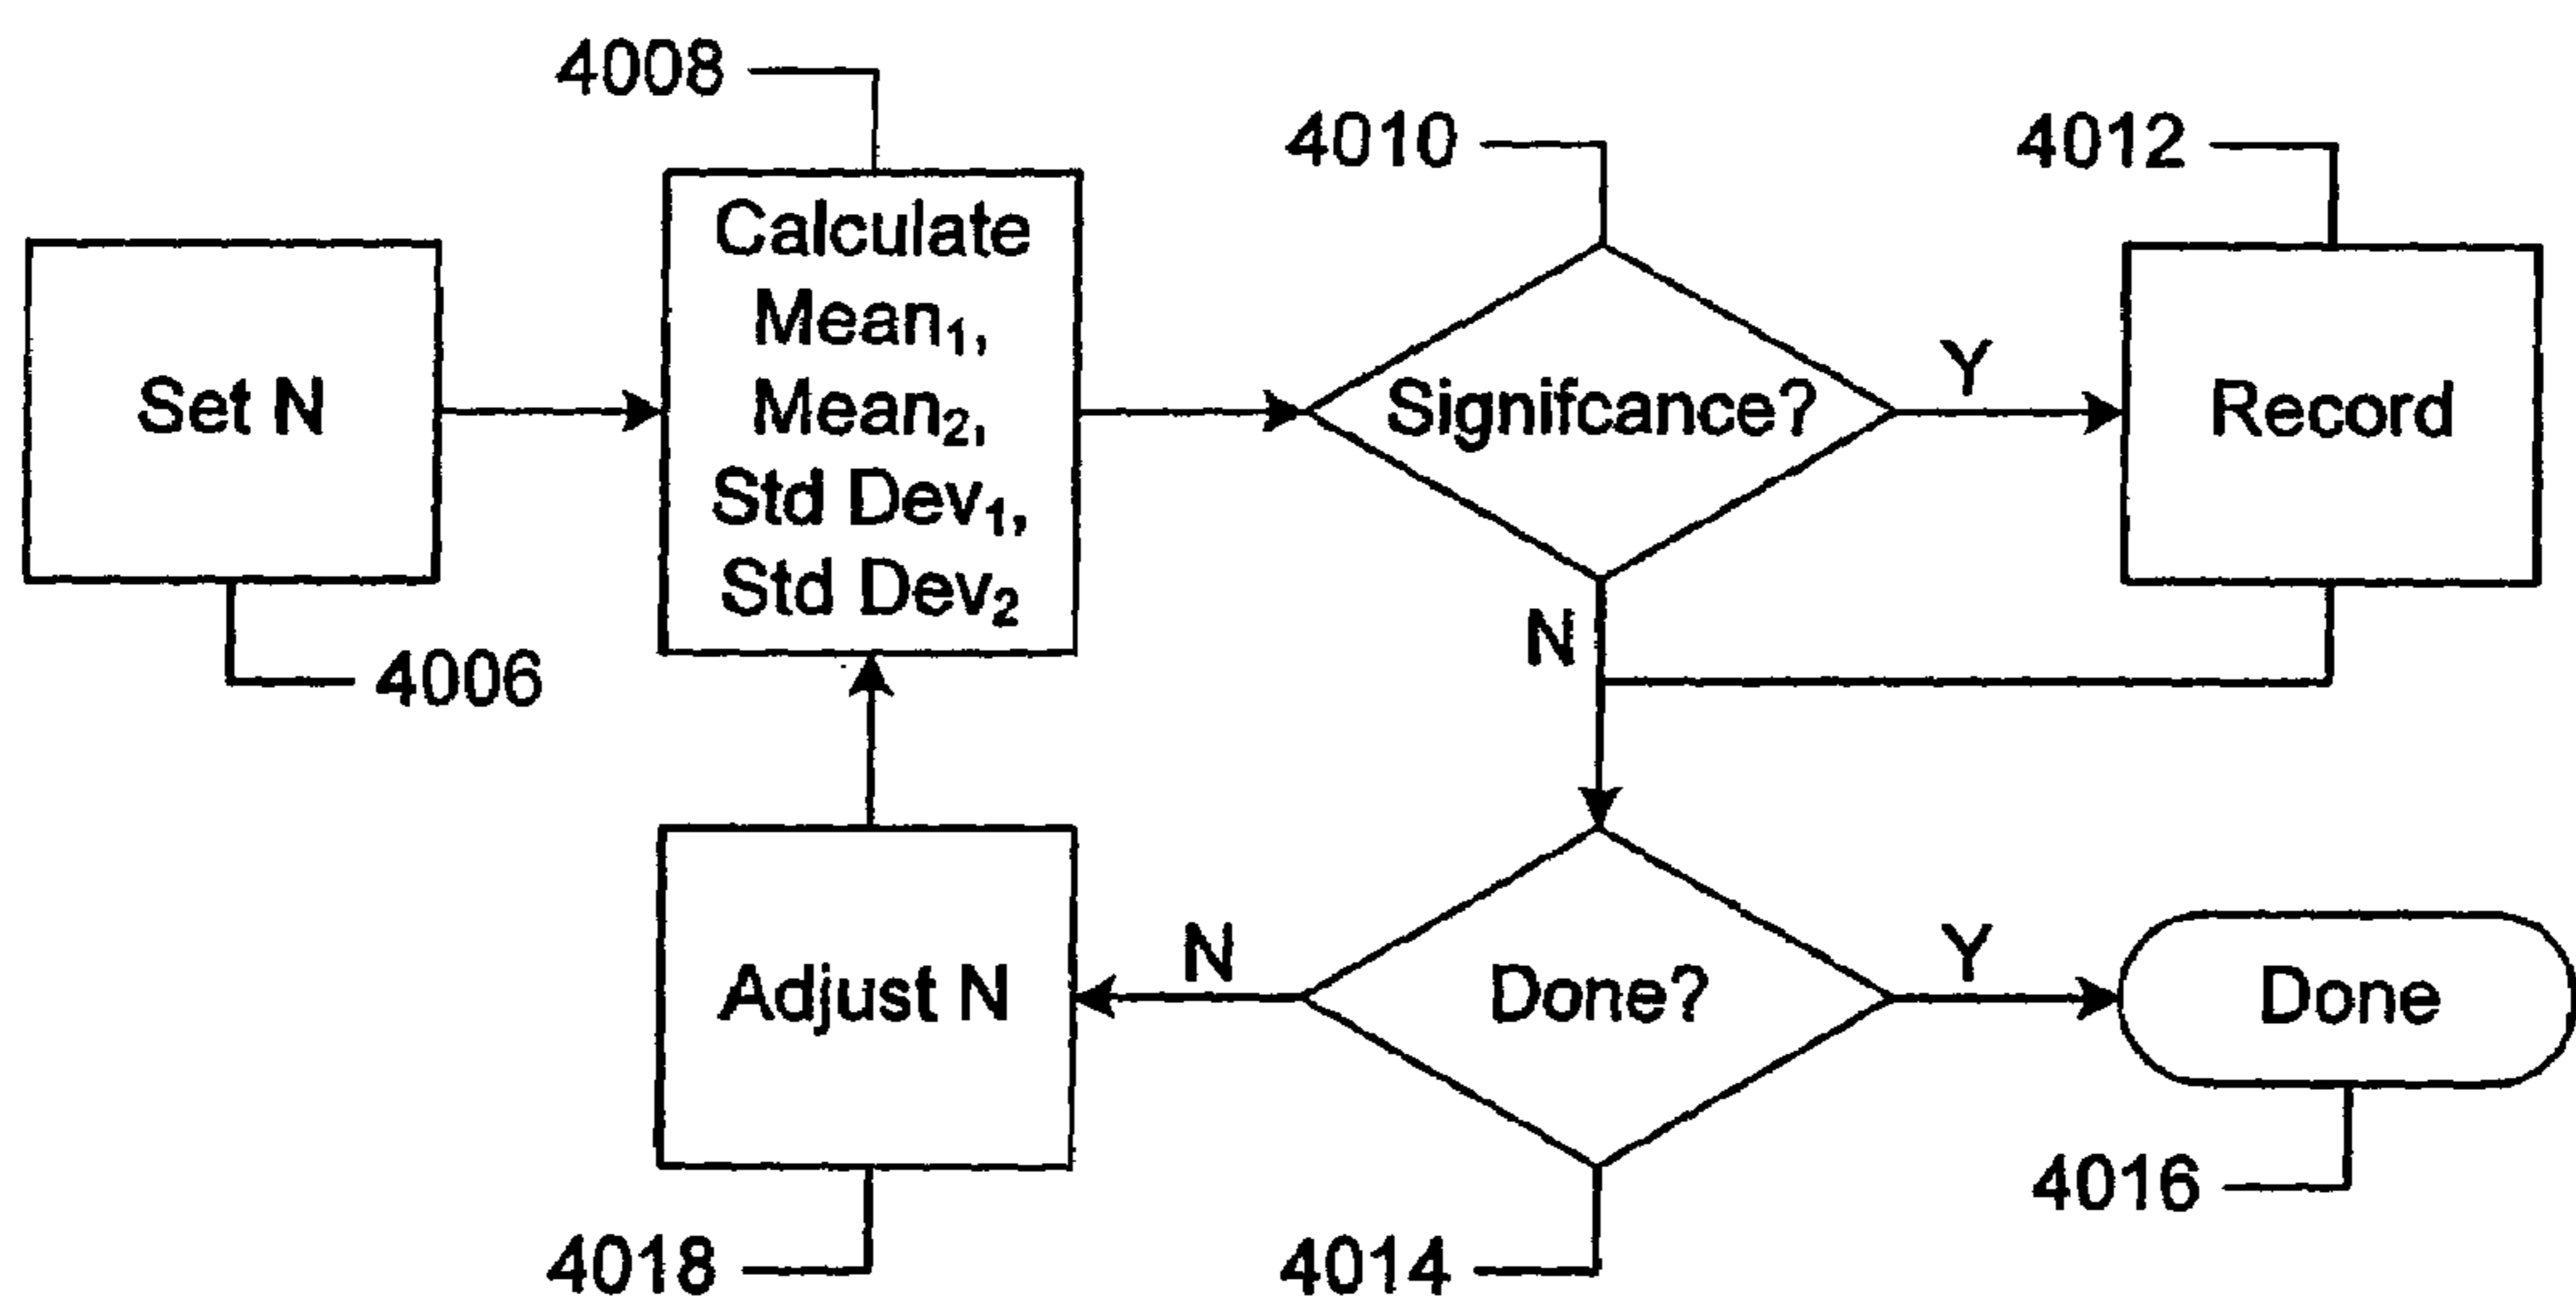 4008
4010
4012
Set N
Calculate
Mean₁,
Mean₂,
Std Dev₁,
Std Dev₂
Signifcance?
Y
Record
4006
N
Adjust N
N
Done?
Y
Done
4018
4014
4016